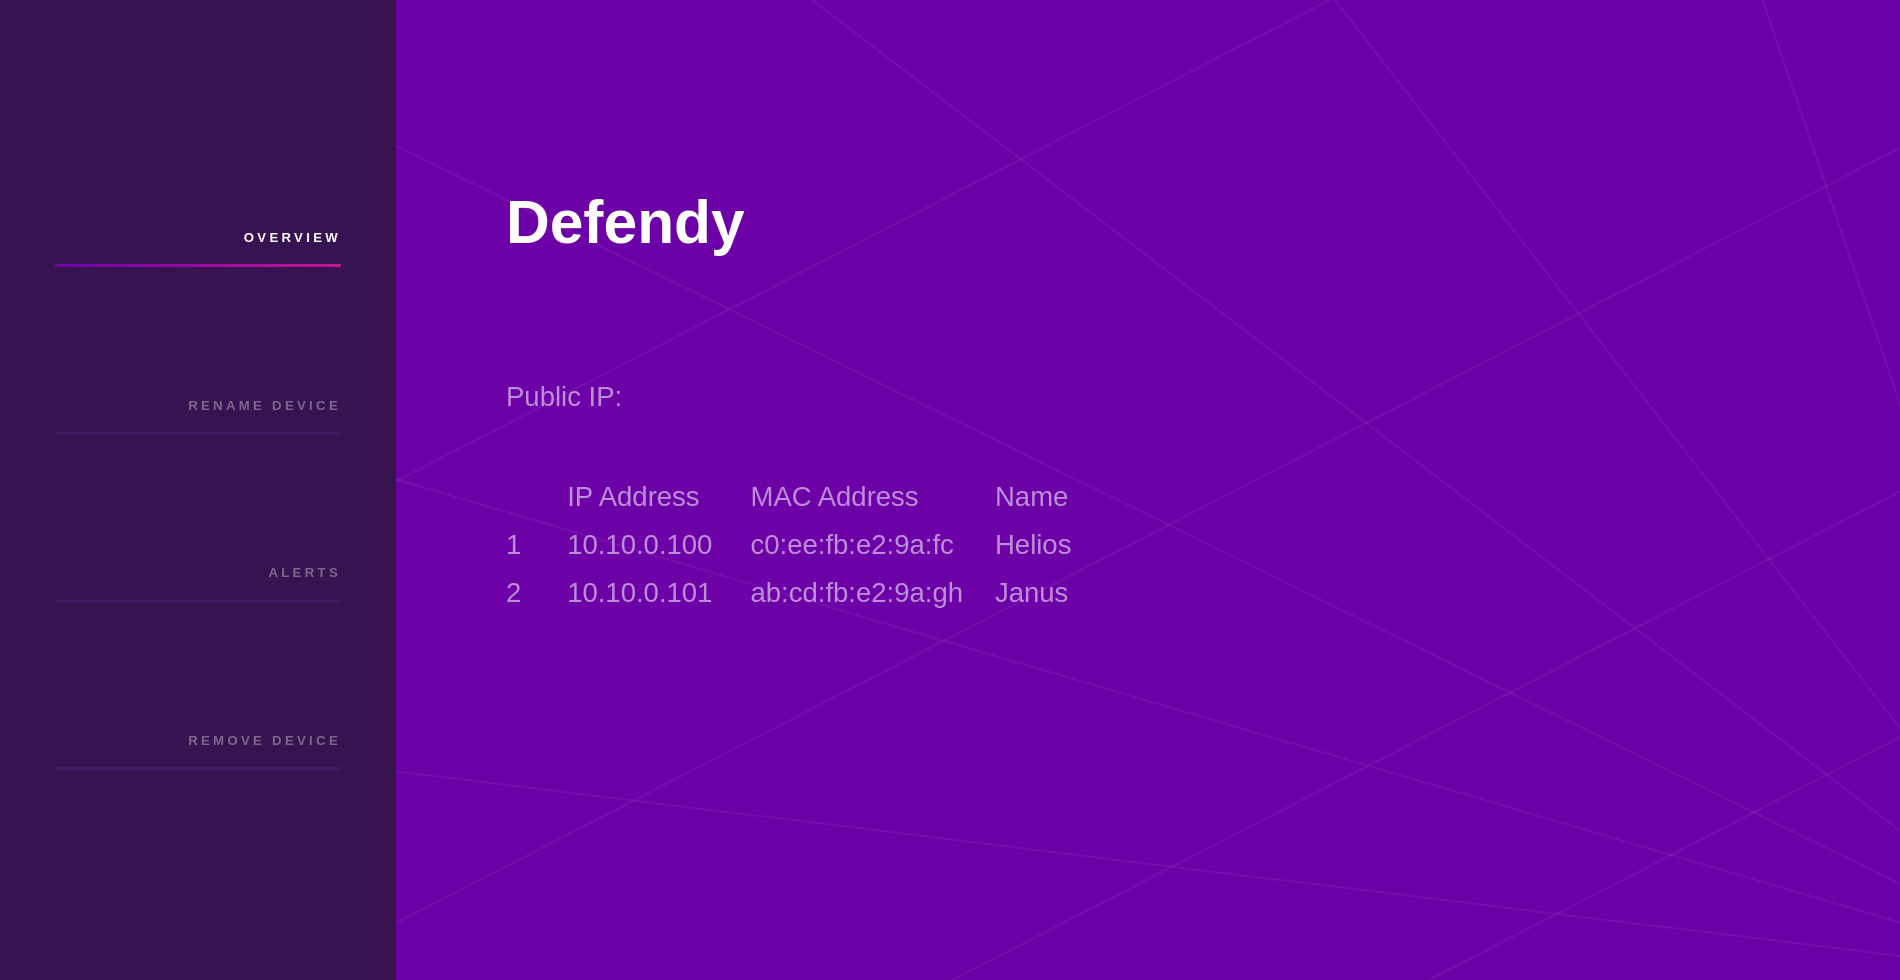 OVERVIEW
RENAME DEVICE
ALERTS
REMOVE DEVICE
Defendy
Public IP:
IP Address MAC Address Name
1 10.10.0.100 c0:ee:fb:e2:9a:fc Helios
2 10.10.0.101 ab:cd:fb:e2:9a:gh Janus